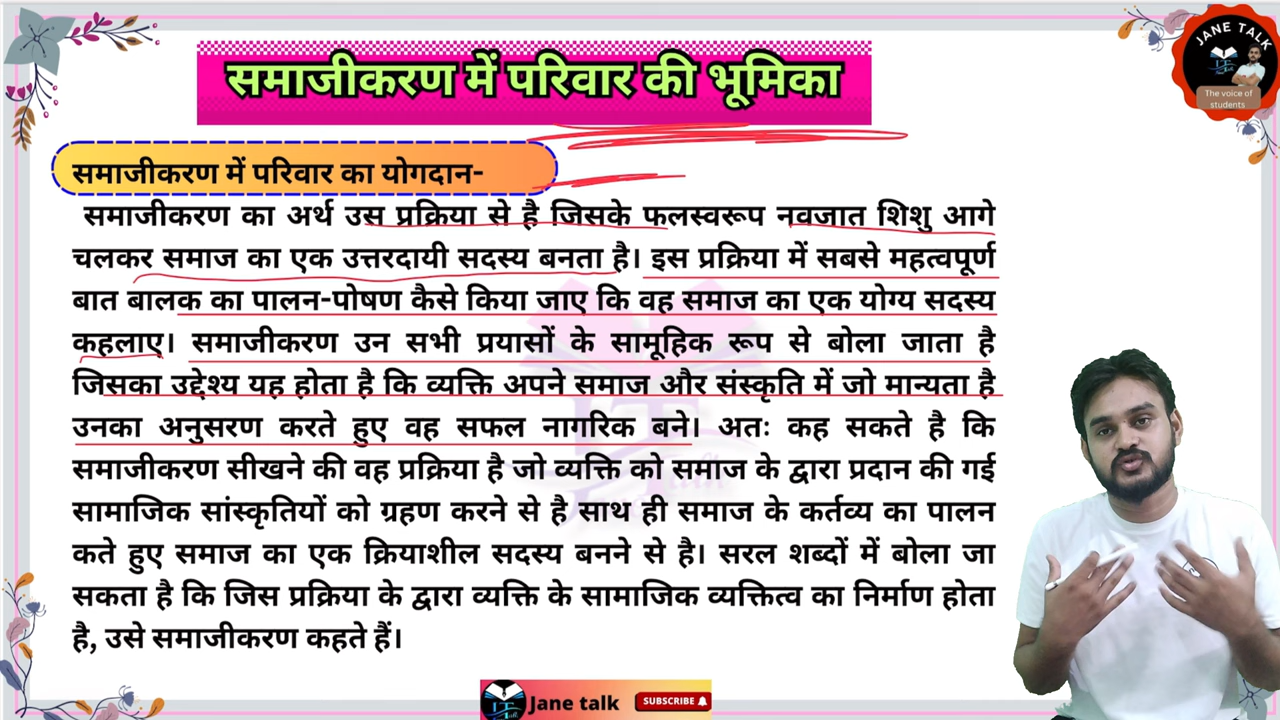 समाजीकरण में परिवार की भूमिका
JANE TALK
The voice of
students
समाजीकरण में परिवार का योगदान-
समाजीकरण का अर्थ उस प्रक्रिया से है जिसके फलस्वरूप नवजात शिशु आगे
चलकर समाज का एक उत्तरदायी सदस्य बनता है। इस प्रक्रिया में सबसे महत्वपूर्ण
बात बालक का पालन-पोषण कैसे किया जाए कि वह समाज का एक योग्य सदस्य
कहलाए। समाजीकरण उन सभी प्रयासों के सामूहिक रूप से बोला जाता है
जिसका उद्देश्य यह होता है कि व्यक्ति अपने समाज और संस्कृति में जो मान्यता है
उनका अनुसरण करते हुए वह सफल नागरिक बने। अतः कह सकते है कि
समाजीकरण सीखने की वह प्रक्रिया है जो व्यक्ति को समाज के द्वारा प्रदान की गई
सामाजिक सांस्कृतियों को ग्रहण करने से है साथ ही समाज के कर्तव्य का पालन
कते हुए समाज का एक क्रियाशील सदस्य बनने से है। सरल शब्दों में बोला जा
सकता है कि जिस प्रक्रिया के द्वारा व्यक्ति के सामाजिक व्यक्तित्व का निर्माण होता
है, उसे समाजीकरण कहते हैं।
Jane talk
SUBSCRIBE